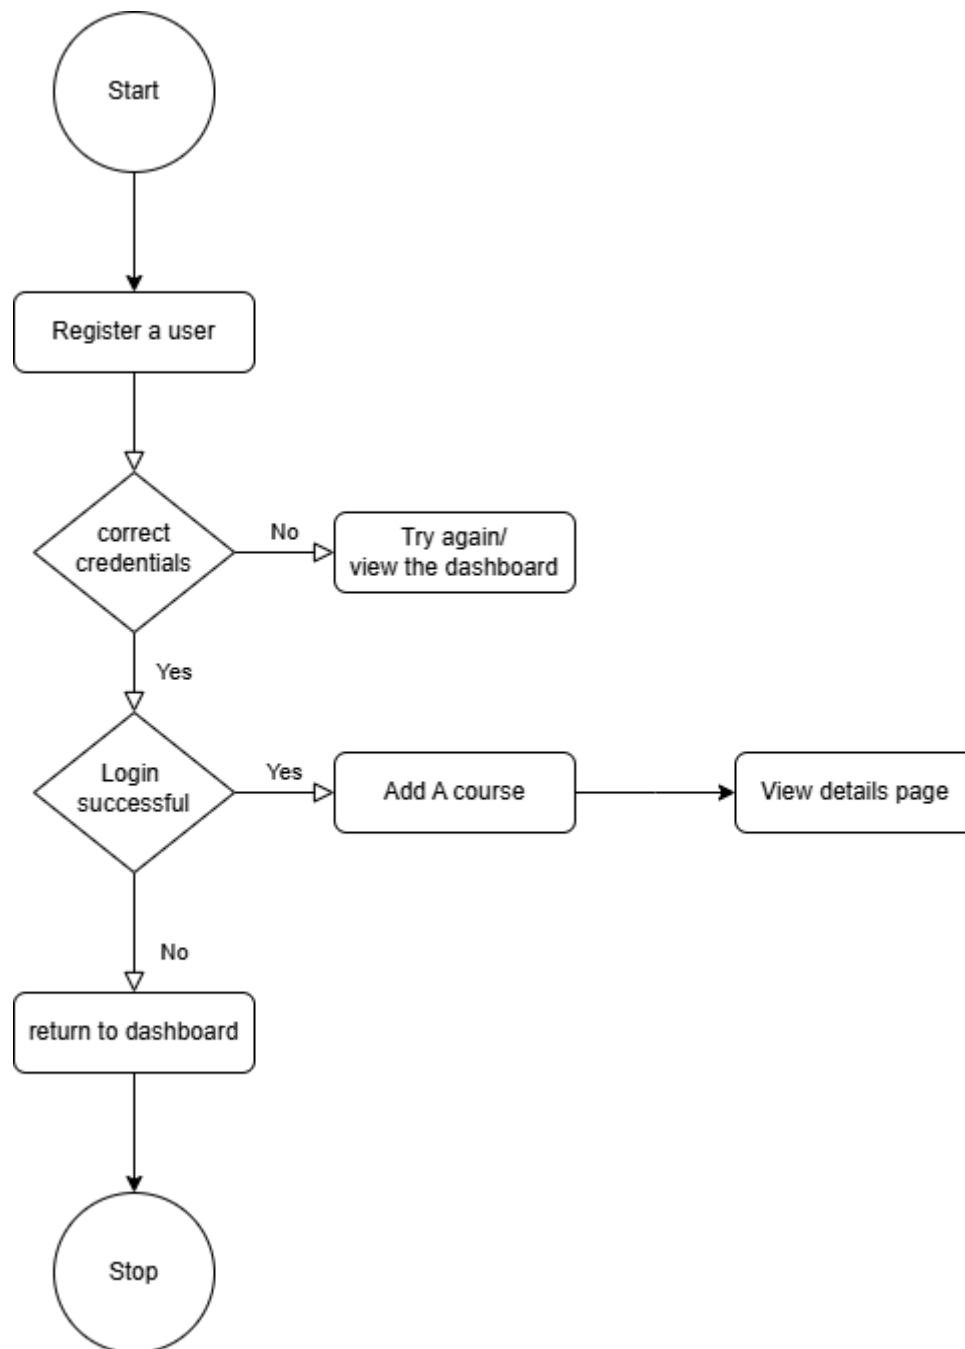 Start
Register a user
correct
credentials
No
Try again/
view the dashboard
Yes
Login
successful
Yes
Add A course
View details page
No
return to dashboard
Stop